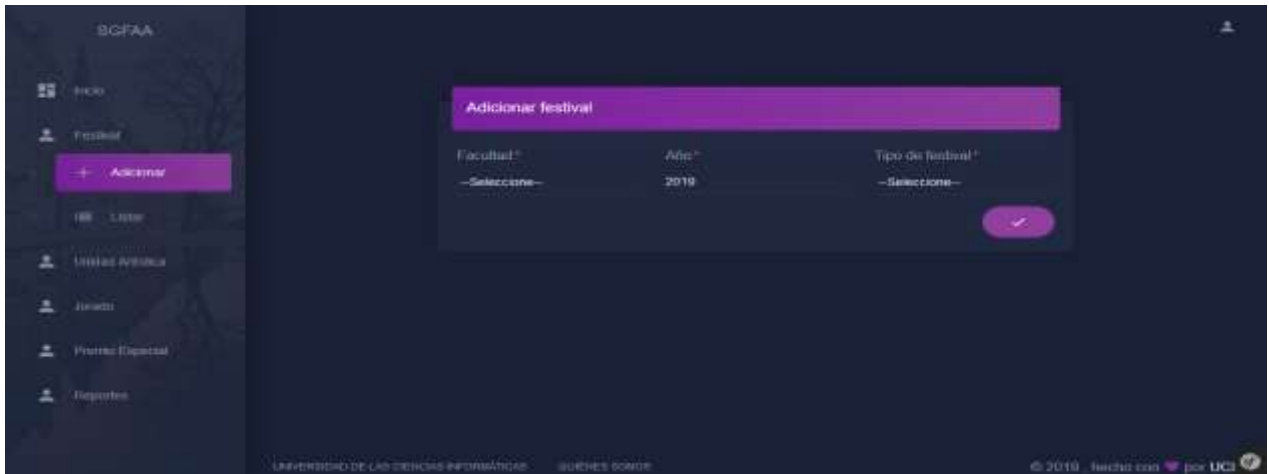 SGFAA
Inicio
Festival
Adicionar
Listar
Unidad Artística
Jurado
Premio Especial
Reportes
Adicionar festival
Facultad *
Año *
Tipo de festival *
--Seleccione--
2019
--Seleccione--
UNIVERSIDAD DE LAS CIENCIAS INFORMÁTICAS
QUIÉNES SOMOS
© 2019 , hecho con por UCI